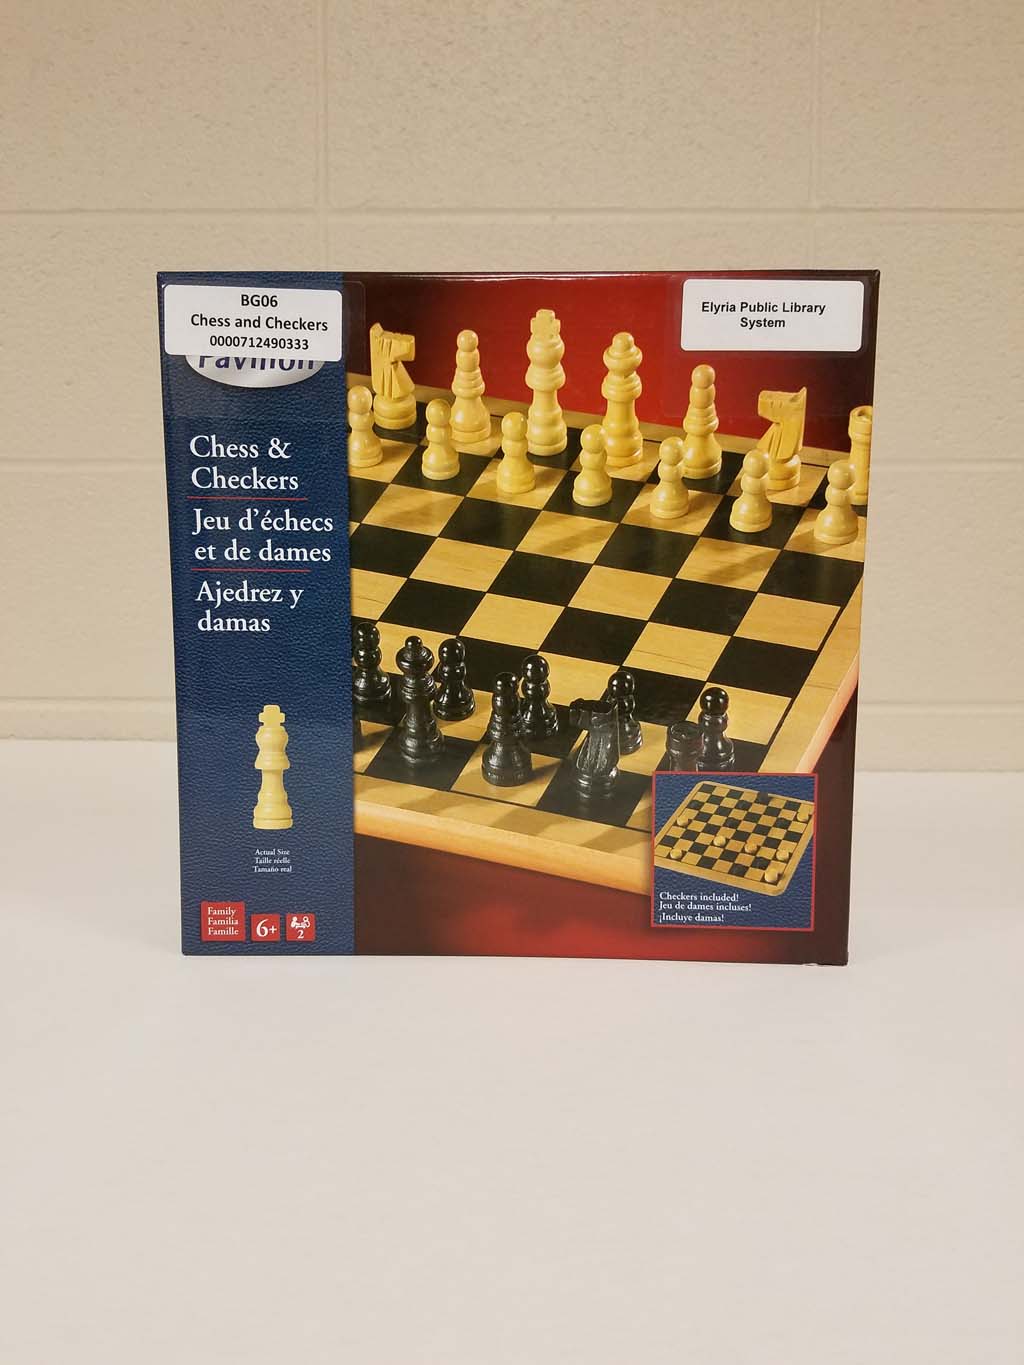 BG06
Chess and Checkers
0000712490333
Elyria Public Library
System
Pavilion
Chess &
Checkers
Jeu d'échecs
et de dames
Ajedrez y
damas
Actual Size
Taille réelle
Tamaño real
Family
Familia
Famille
6+
2
Checkers included!
Jeu de dames incluses!
¡Incluye damas!